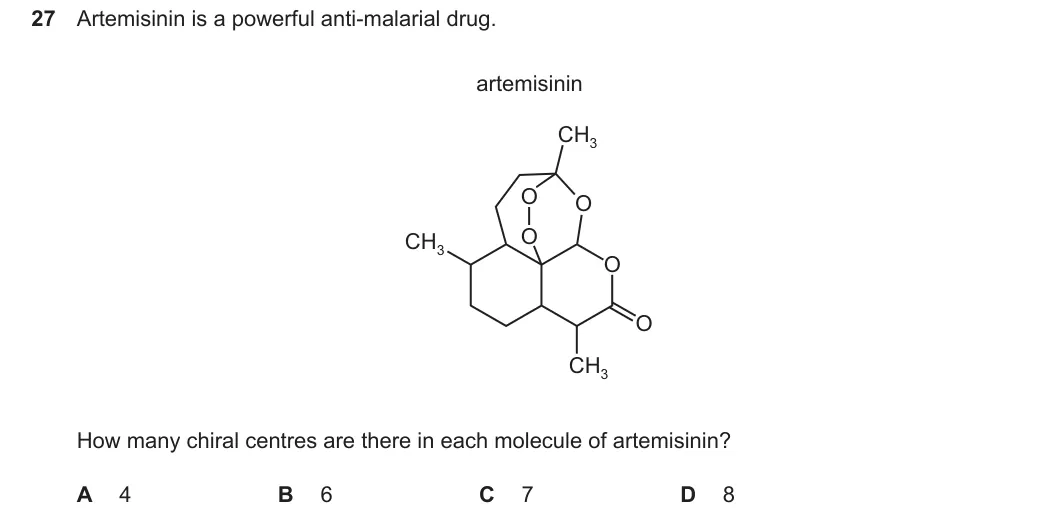 27 Artemisinin is a powerful anti-malarial drug.
artemisinin
CH₃
O
O
O
CH₃
O
O
CH₃
How many chiral centres are there in each molecule of artemisinin?
A 4 B 6 C 7 D 8